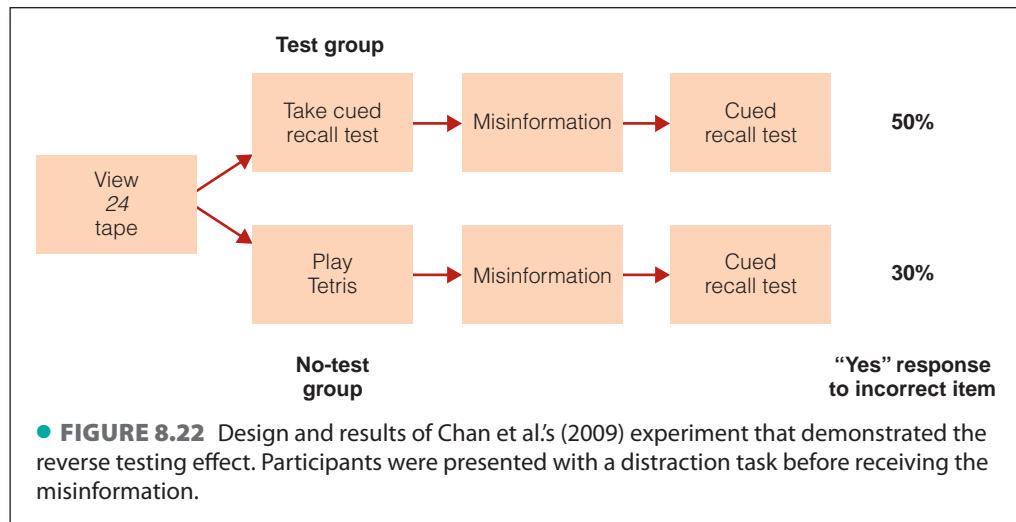 Test group
Take cued
recall test
Misinformation
Cued
recall test
50%
View
24
tape
Play
Tetris
Misinformation
Cued
recall test
30%
No-test
group
"Yes" response
to incorrect item
● FIGURE 8.22 Design and results of Chan et al.'s (2009) experiment that demonstrated the
reverse testing effect. Participants were presented with a distraction task before receiving the
misinformation.